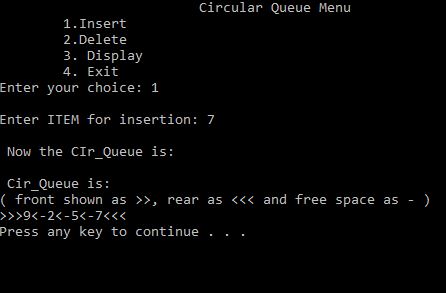 Circular Queue Menu
1.Insert
2.Delete
3. Display
4. Exit
Enter your choice: 1
Enter ITEM for insertion: 7
Now the CIr_Queue is:
Cir_Queue is:
( front shown as >>, rear as <<< and free space as - )
>>>9<-2<-5<-7<<<
Press any key to continue . . .